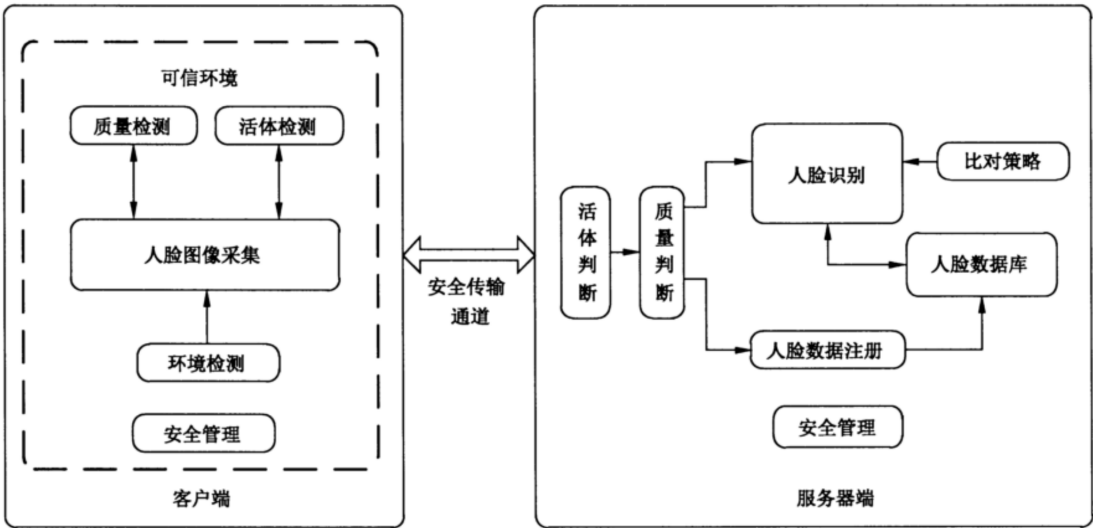 可信环境
质量检测
活体检测
人脸图像采集
环境检测
安全管理
客户端
安全传输
通道
活体判断
质量判断
人脸识别
比对策略
人脸数据库
人脸数据注册
安全管理
服务器端